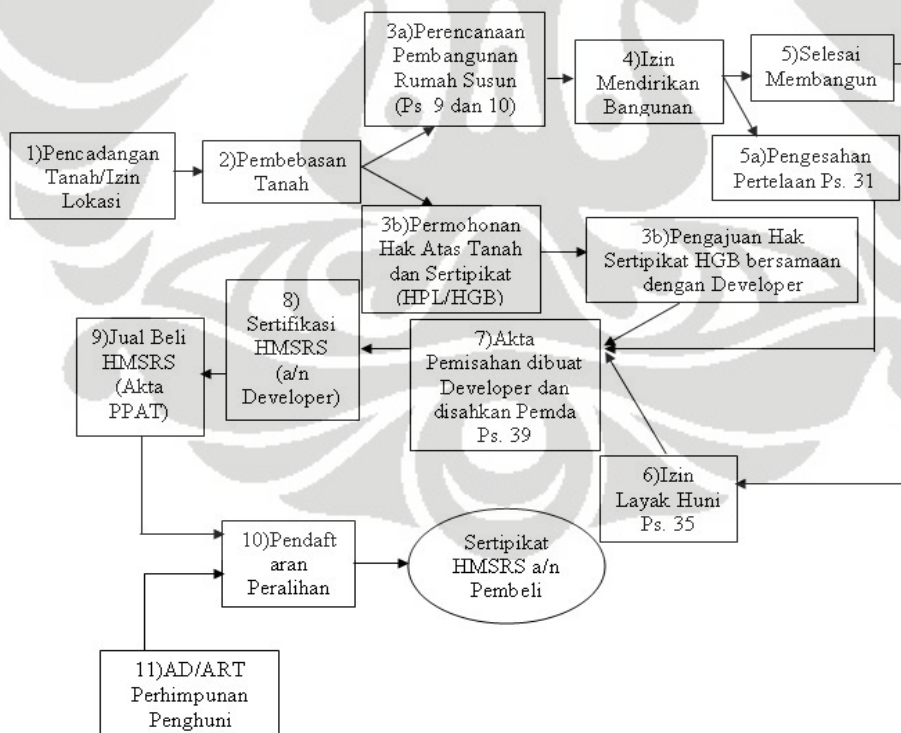 3a)Perencanaan
Pembangunan
Rumah Susun
(Ps 9 dan 10)
4)Izin
Mendirikan
Bangunan
5)Selesai
Membangun
1)Pencadangan
Tanah/Izin
Lokasi
2)Pembebasan
Tanah
5a)Pengesahan
Pertelaan Ps. 31
3b)Permohonan
Hak Atas Tanah
dan Sertipikat
(HPL/HGB)
3b)Pengajuan Hak
Sertipikat HGB bersamaan
dengan Developer
8)
Sertifikasi
HMSRS
(a/n
Developer)
9)Jual Beli
HMSRS
(Akta
PPAT)
7)Akta
Pemisahan dibuat
Developer dan
disahkan Pemda
Ps. 39
6)Izin
Layak Huni
Ps. 35
10)Pendaft
aran
Peralihan
Sertipikat
HMSRS a/n
Pembeli
11)AD/ART
Perhimpunan
Penghuni